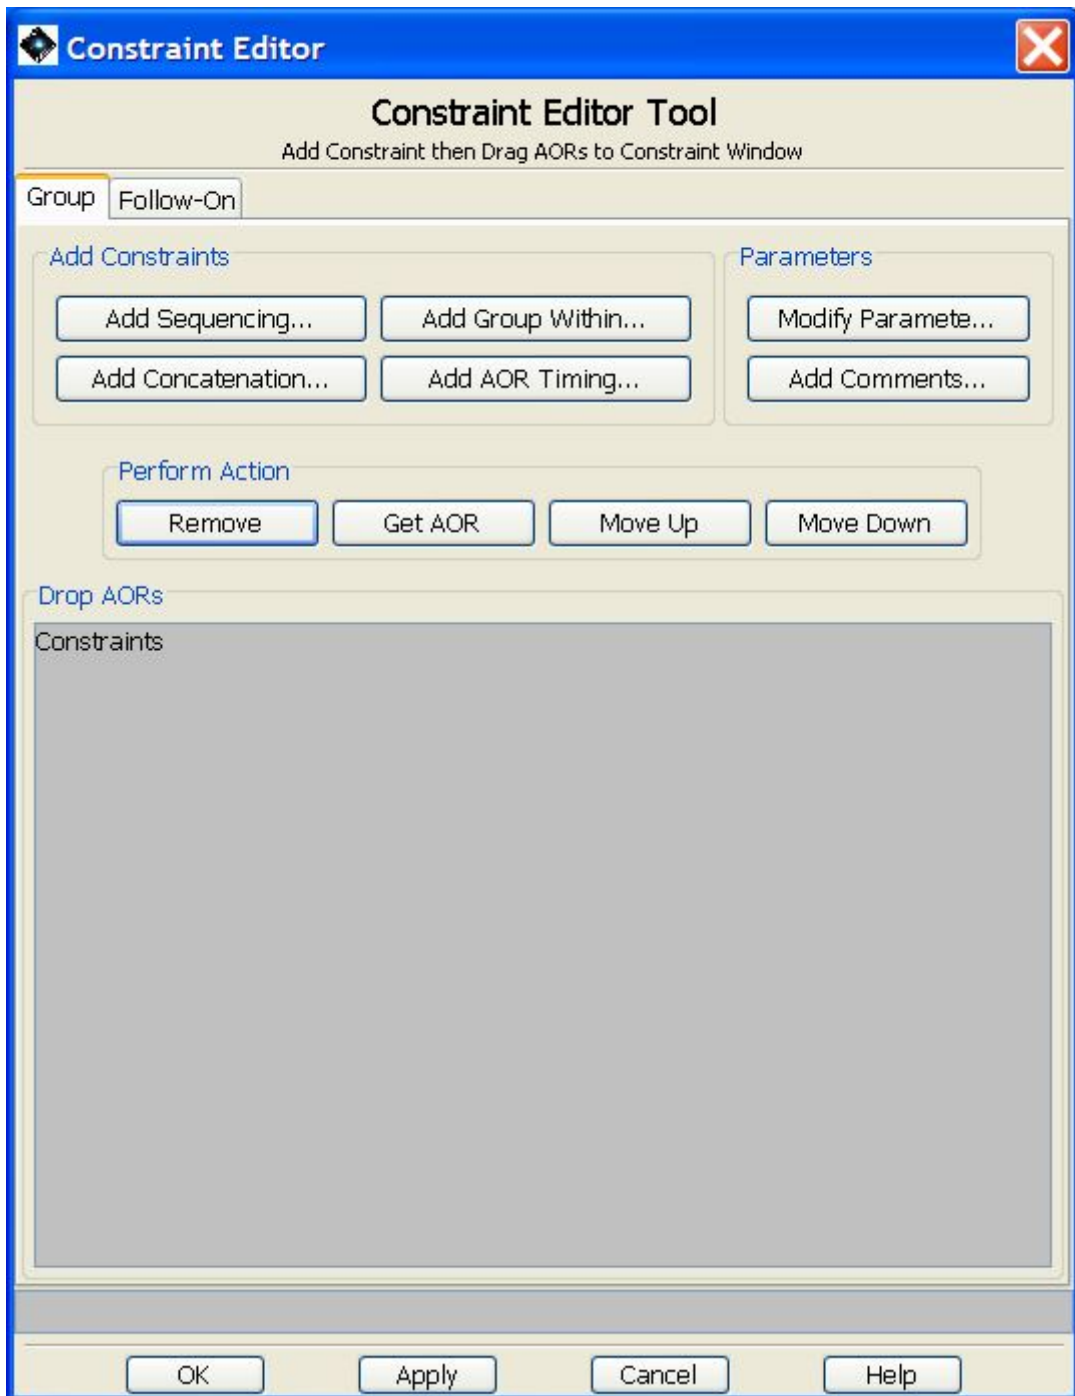 Constraint Editor
Constraint Editor Tool
Add Constraint then Drag AORs to Constraint Window
Group Follow-On
Add Constraints Parameters
Add Sequencing... Add Group Within... Modify Paramete...
Add Concatenation... Add AOR Timing... Add Comments...
Perform Action
Remove Get AOR Move Up Move Down
Drop AORs
Constraints
OK Apply Cancel Help